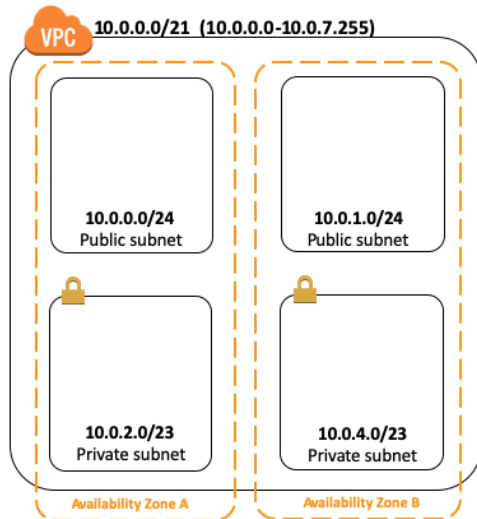 VPC
10.0.0.0/21 (10.0.0.0-10.0.7.255)
10.0.0.0/24
Public subnet
10.0.1.0/24
Public subnet
10.0.2.0/23
Private subnet
10.0.4.0/23
Private subnet
Availability Zone A
Availability Zone B